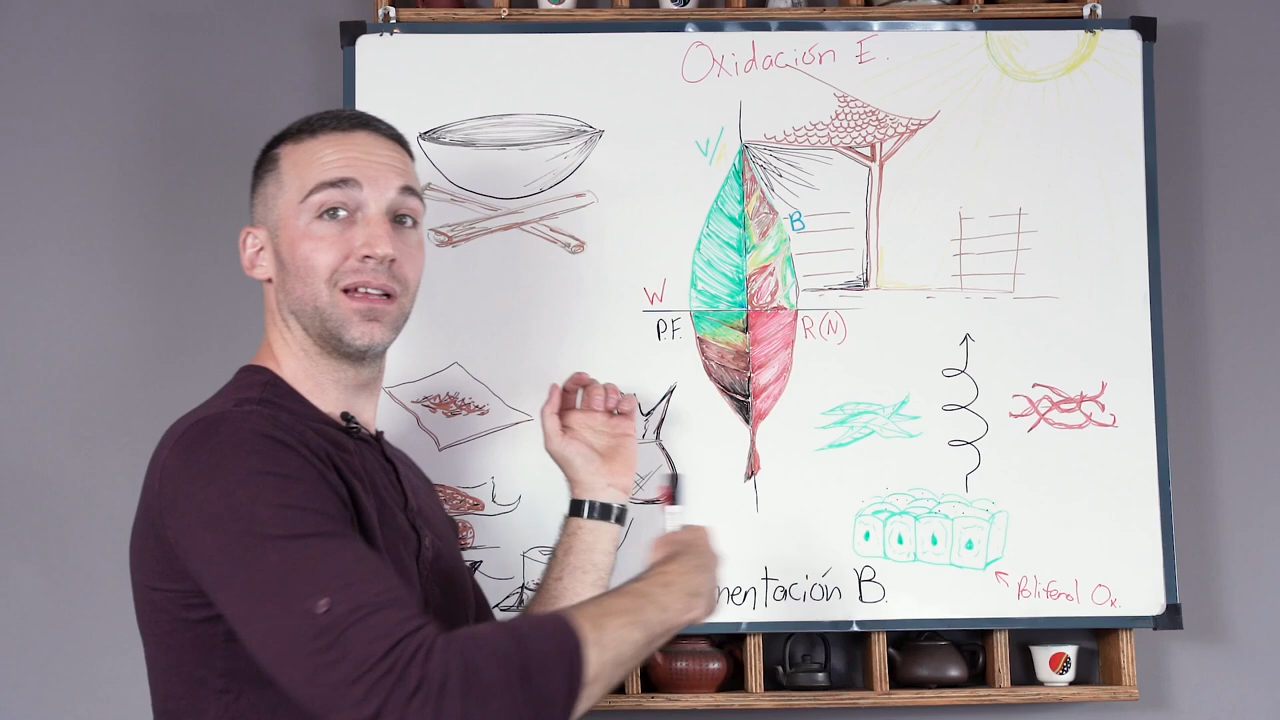 Oxidación E.
V/
B
W
P.F.
R(N)
mentación B.
Polifenol Ox.